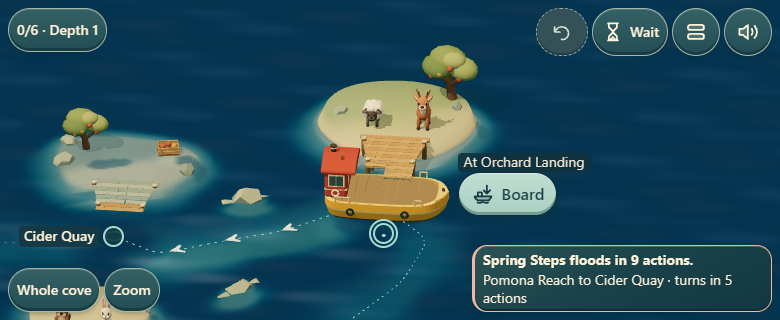 0/6 · Depth 1
Wait
At Orchard Landing
Board
Cider Quay
Spring Steps floods in 9 actions.
Pomona Reach to Cider Quay · turns in 5
actions
Whole cove
Zoom